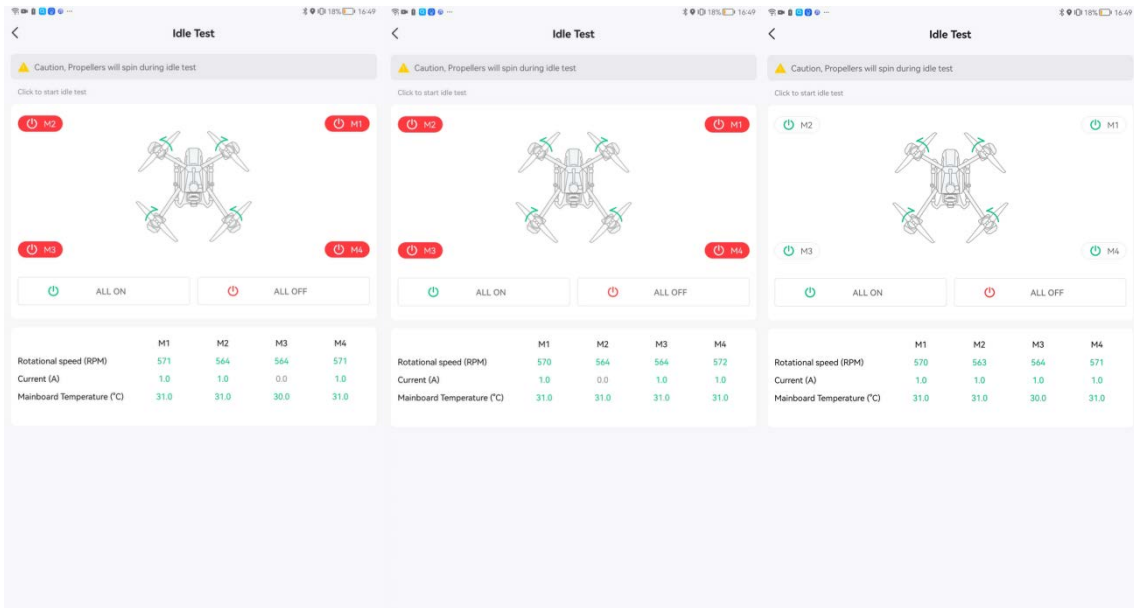 18% 16:49
Idle Test
Caution, Propellers will spin during idle test
Click to start idle test
M2 M1
M3 M4
ALL ON ALL OFF
M1 M2 M3 M4
Rotational speed (RPM) 571 564 564 571
Current (A) 1.0 1.0 0.0 1.0
Mainboard Temperature (°C) 31.0 31.0 30.0 31.0
18% 16:49
Idle Test
Caution, Propellers will spin during idle test
Click to start idle test
M2 M1
M3 M4
ALL ON ALL OFF
M1 M2 M3 M4
Rotational speed (RPM) 570 564 564 572
Current (A) 1.0 0.0 1.0 1.0
Mainboard Temperature (°C) 31.0 31.0 31.0 31.0
18% 16:49
Idle Test
Caution, Propellers will spin during idle test
Click to start idle test
M2 M1
M3 M4
ALL ON ALL OFF
M1 M2 M3 M4
Rotational speed (RPM) 570 563 564 571
Current (A) 1.0 1.0 1.0 1.0
Mainboard Temperature (°C) 31.0 31.0 30.0 31.0